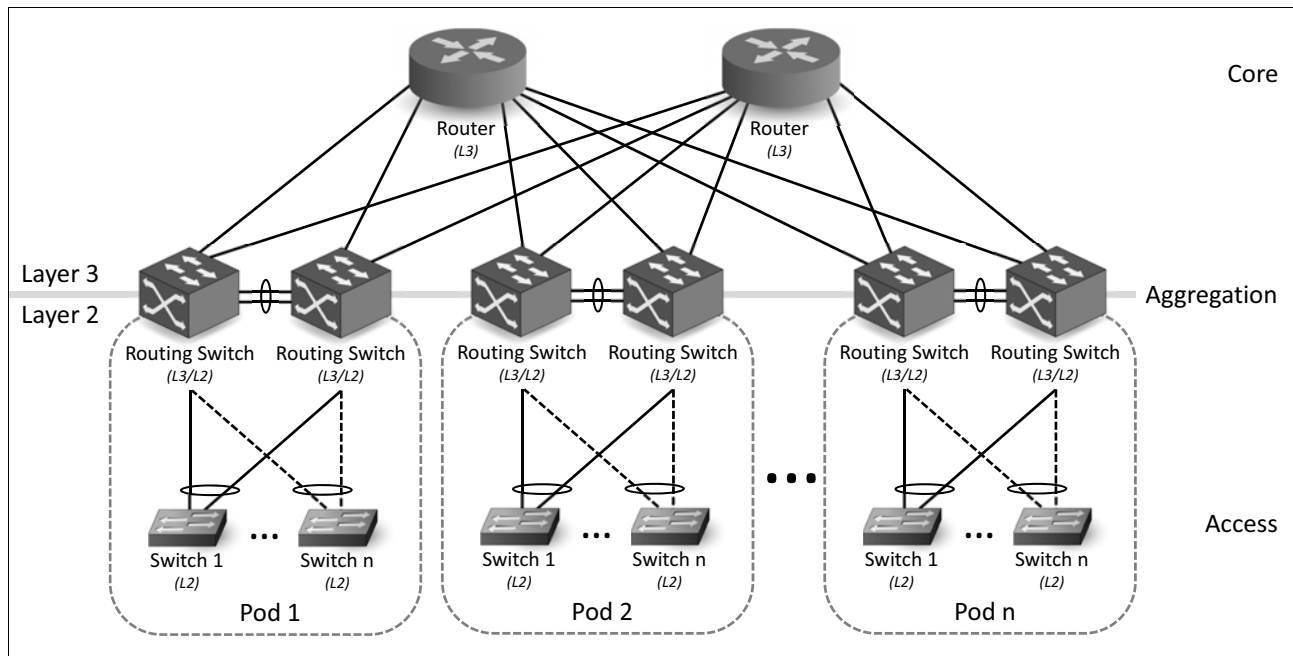 Core
Router
(L3)
Router
(L3)
Layer 3
Layer 2
Aggregation
Routing Switch
(L3/L2)
Routing Switch
(L3/L2)
Routing Switch
(L3/L2)
Routing Switch
(L3/L2)
Routing Switch
(L3/L2)
Routing Switch
(L3/L2)
Access
Switch 1
(L2)
...
Switch n
(L2)
Switch 1
(L2)
...
Switch n
(L2)
...
Switch 1
(L2)
...
Switch n
(L2)
Pod 1
Pod 2
Pod n